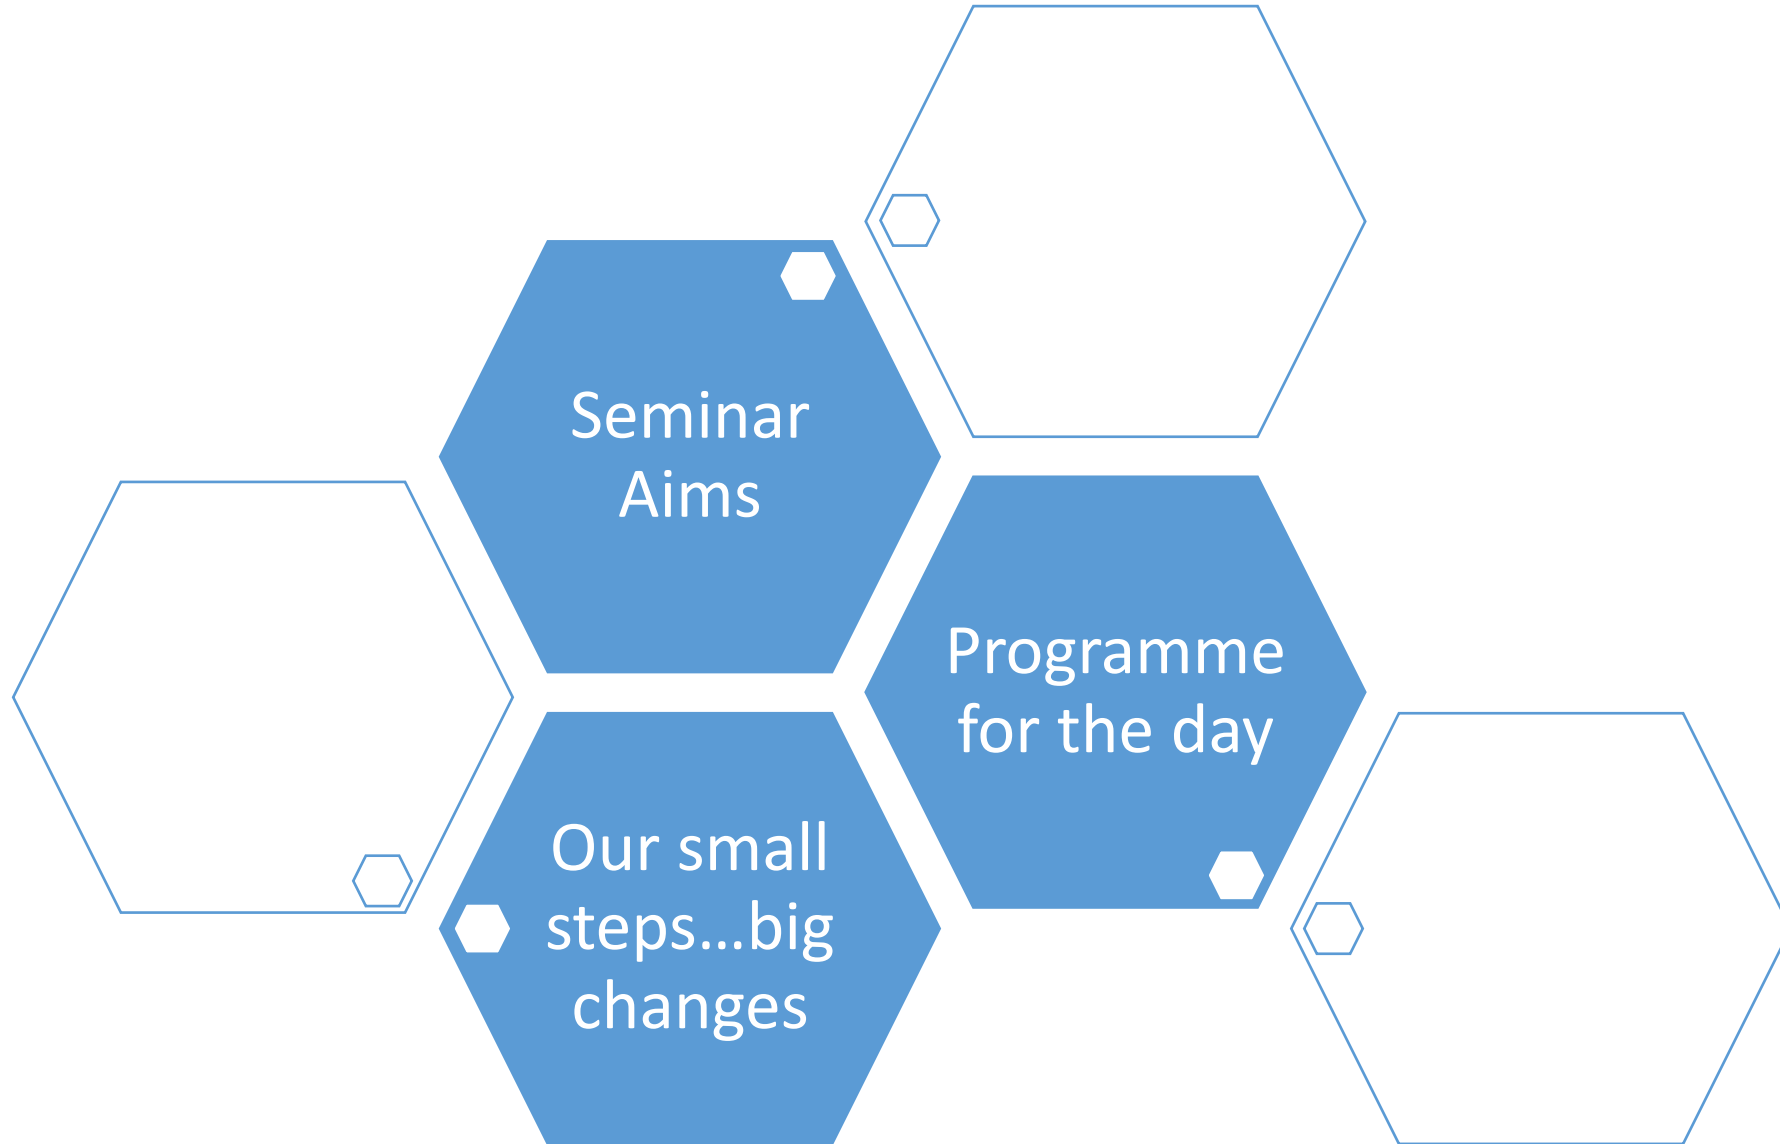 Seminar
Aims
Programme
for the day
Our small
steps...big
changes